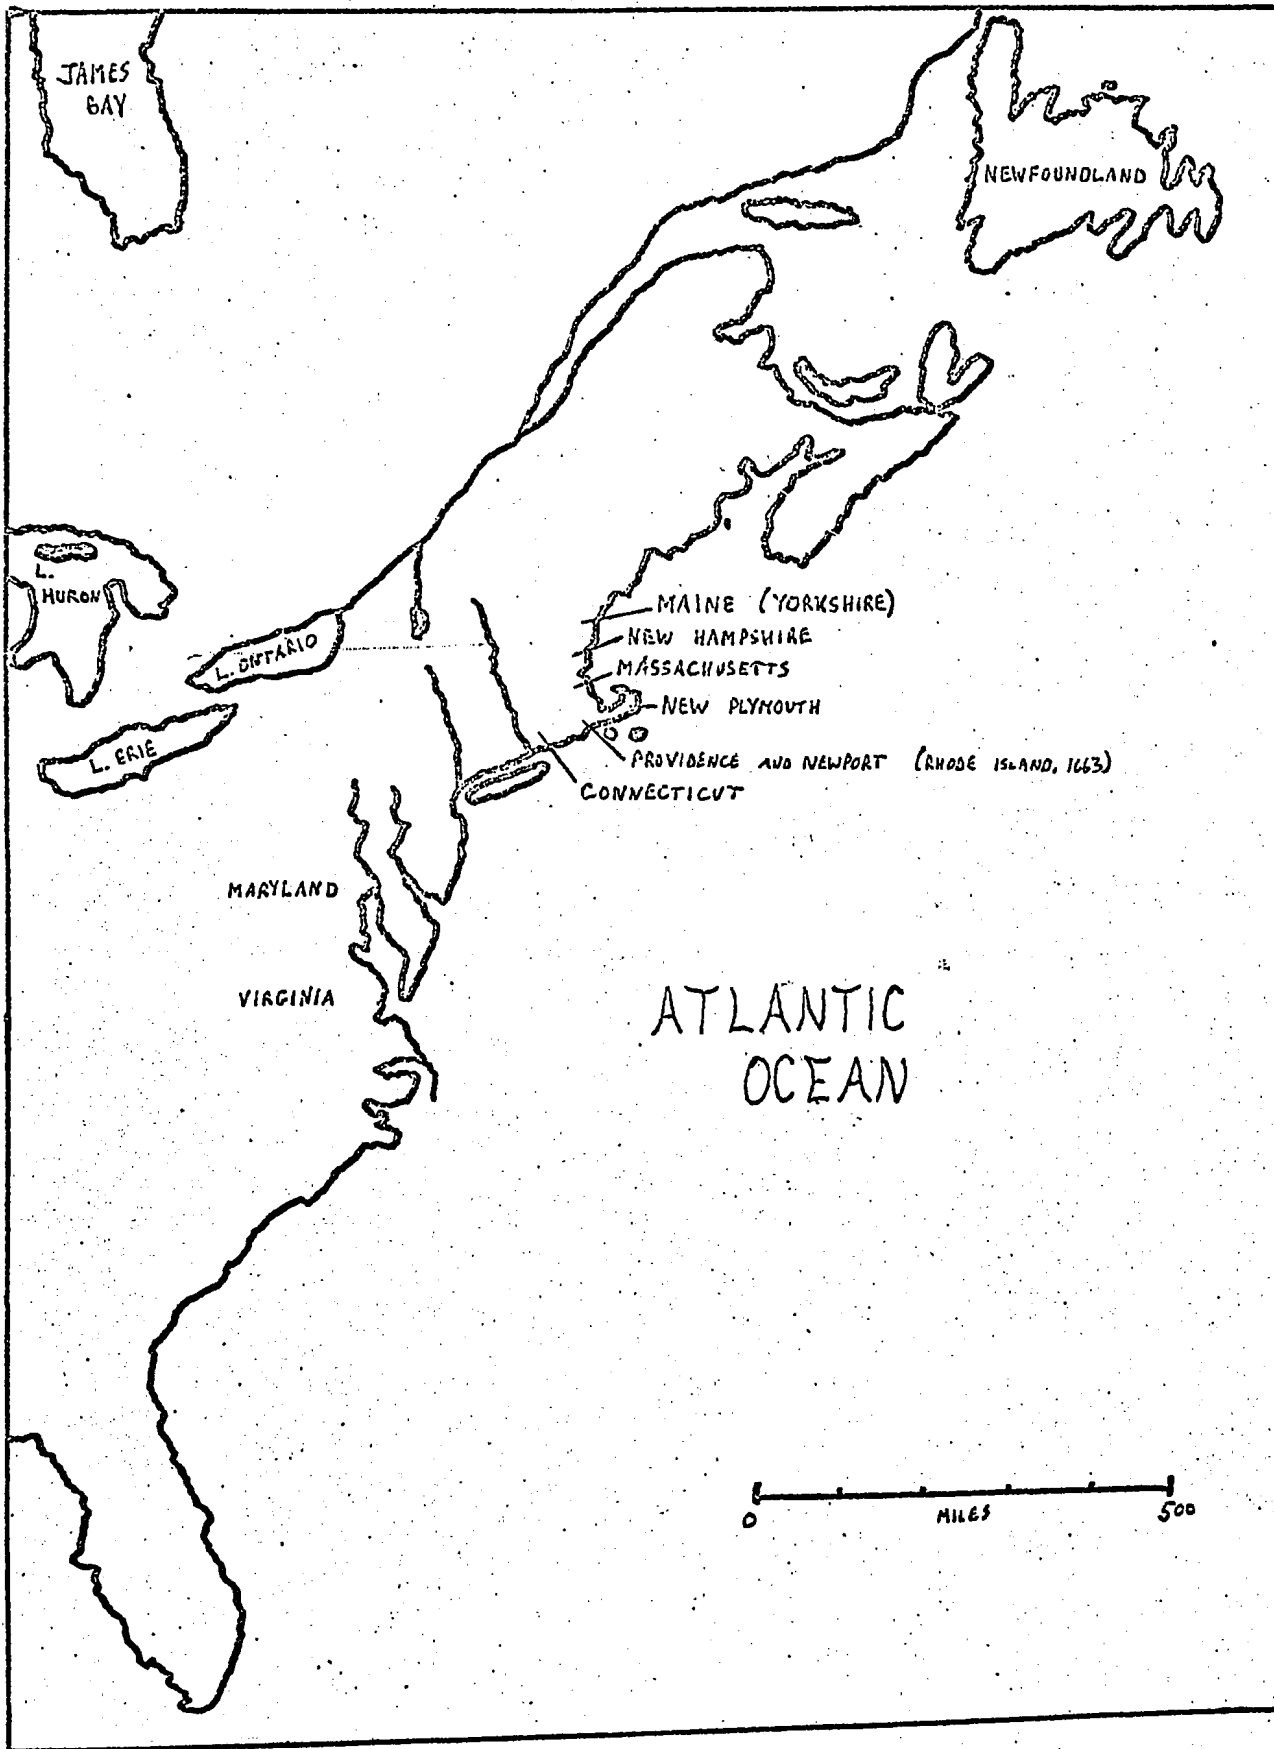 JAMES
BAY
NEWFOUNDLAND
L.
HURON
MAINE (YORKSHIRE)
NEW HAMPSHIRE
L. ONTARIO
MASSACHUSETTS
NEW PLYMOUTH
L. ERIE
PROVIDENCE AND NEWPORT (RHODE ISLAND, 1663)
CONNECTICUT
MARYLAND
VIRGINIA
ATLANTIC
OCEAN
0 MILES 500